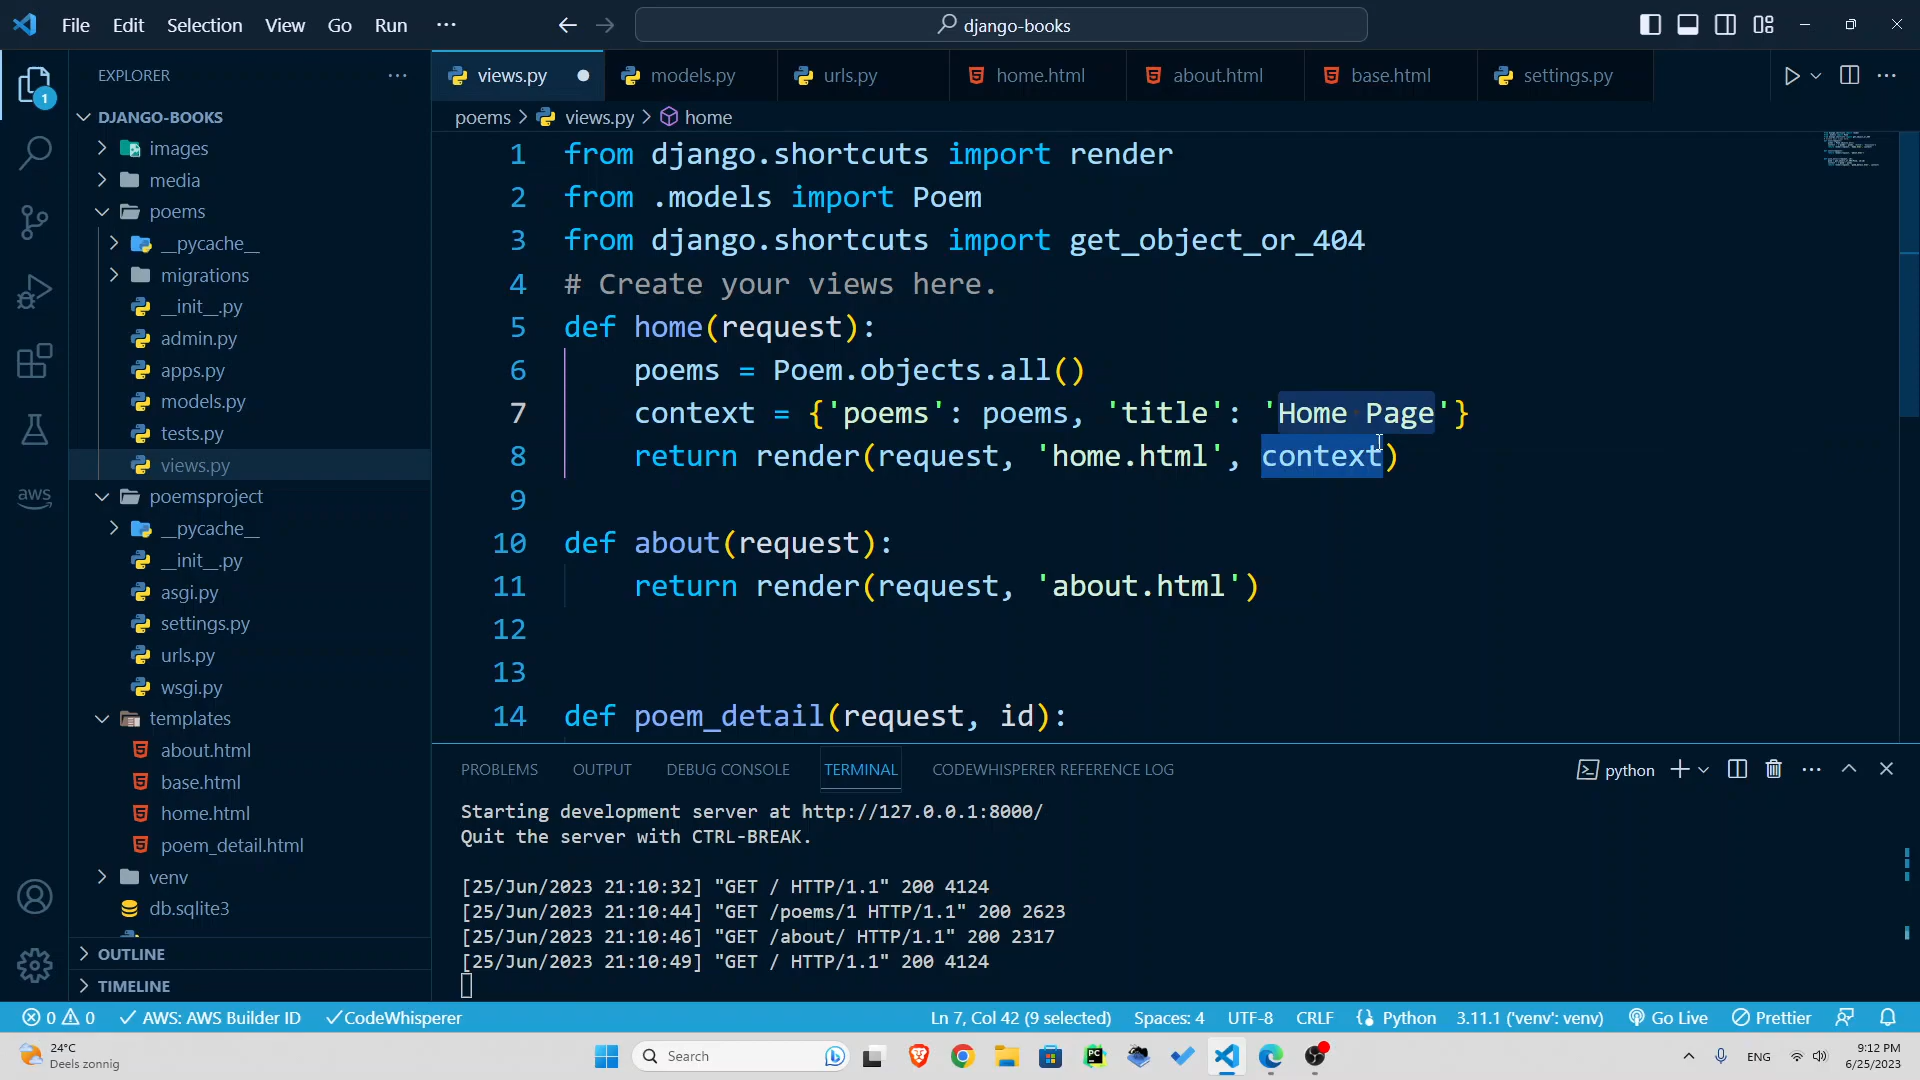 File Edit Selection View Go Run ···
django-books
EXPLORER ···
DJANGO-BOOKS
images
media
poems
__pycache__
migrations
__init__.py
admin.py
apps.py
models.py
tests.py
views.py
poemsproject
__pycache__
__init__.py
asgi.py
settings.py
urls.py
wsgi.py
templates
about.html
base.html
home.html
poem_detail.html
venv
db.sqlite3
OUTLINE
TIMELINE
1
aws
views.py models.py urls.py home.html about.html base.html settings.py
poems > views.py > home
1 from django.shortcuts import render
2 from .models import Poem
3 from django.shortcuts import get_object_or_404
4 # Create your views here.
5 def home(request):
6 poems = Poem.objects.all()
7 context = {'poems': poems, 'title': 'Home Page'}
8 return render(request, 'home.html', context)
9
10 def about(request):
11 return render(request, 'about.html')
12
13
14 def poem_detail(request, id):
PROBLEMS OUTPUT DEBUG CONSOLE TERMINAL CODEWHISPERER REFERENCE LOG
python
Starting development server at http://127.0.0.1:8000/
Quit the server with CTRL-BREAK.
[25/Jun/2023 21:10:32] "GET / HTTP/1.1" 200 4124
[25/Jun/2023 21:10:44] "GET /poems/1 HTTP/1.1" 200 2623
[25/Jun/2023 21:10:46] "GET /about/ HTTP/1.1" 200 2317
[25/Jun/2023 21:10:49] "GET / HTTP/1.1" 200 4124
0 0 AWS: AWS Builder ID CodeWhisperer Ln 7, Col 42 (9 selected) Spaces: 4 UTF-8 CRLF Python 3.11.1 ('venv': venv) Go Live Prettier
24°C
Deels zonnig
Search
PC
ENG
9:12 PM
6/25/2023